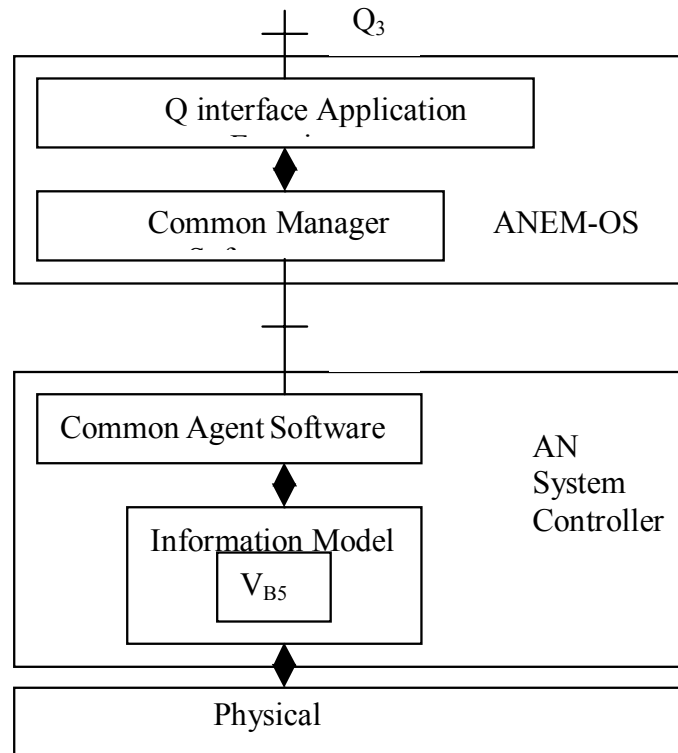 Q3
Q interface Application
Common Manager
ANEM-OS
Common Agent Software
AN
System
Controller
Information Model
VB5
Physical